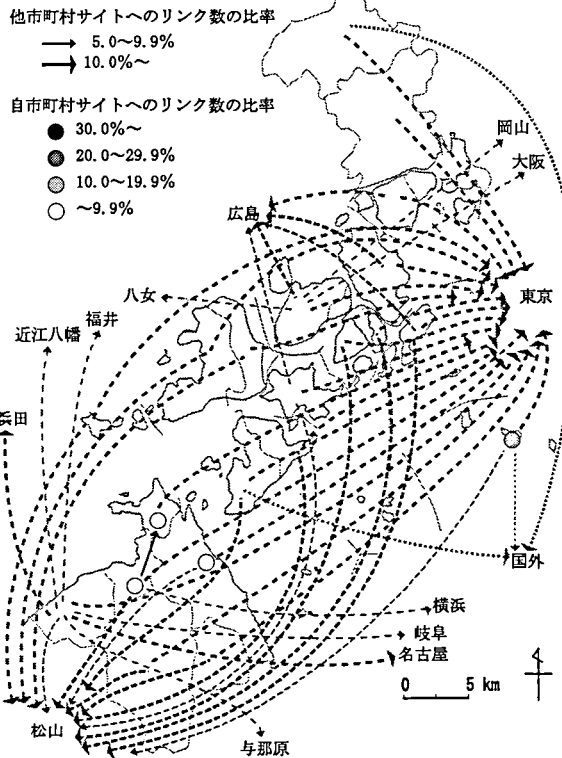 他市町村サイトへのリンク数の比率
5.0〜9.9%
10.0%〜
自市町村サイトへのリンク数の比率
30.0%〜
20.0〜29.9%
10.0〜19.9%
〜9.9%
岡山
大阪
広島
八女
東京
福井
近江八幡
浜田
国外
横浜
岐阜
名古屋
0 5 km
松山
与那原